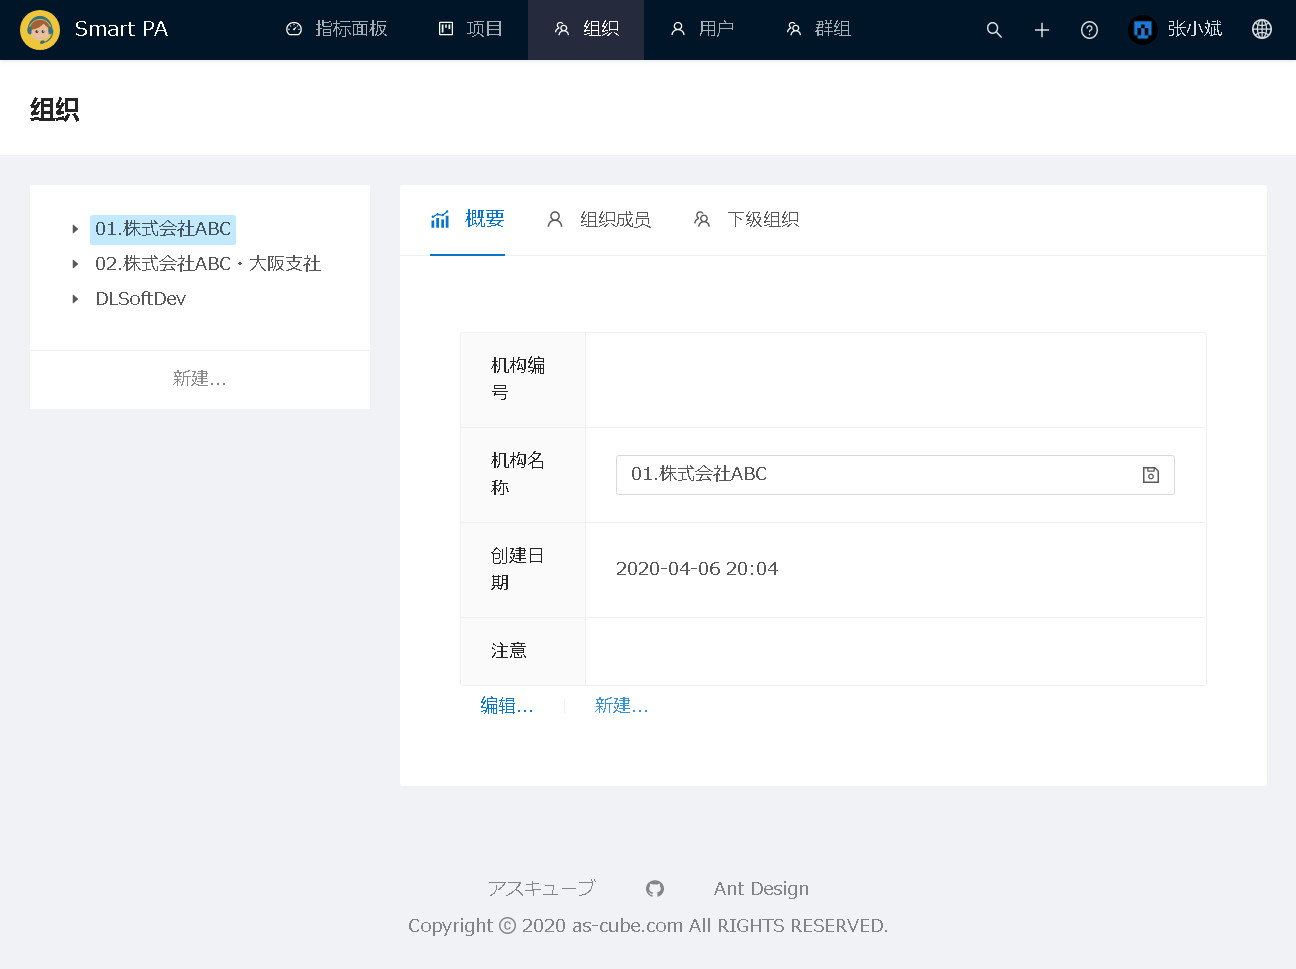 Smart PA
指标面板
项目
组织
用户
群组
张小斌
组织
01.株式会社ABC
02.株式会社ABC・大阪支社
DLSoftDev
新建...
概要
组织成员
下级组织
机构编
号
机构名
称
01.株式会社ABC
创建日
期
2020-04-06 20:04
注意
编辑...
新建...
アスキューブ
Ant Design
Copyright © 2020 as-cube.com All RIGHTS RESERVED.